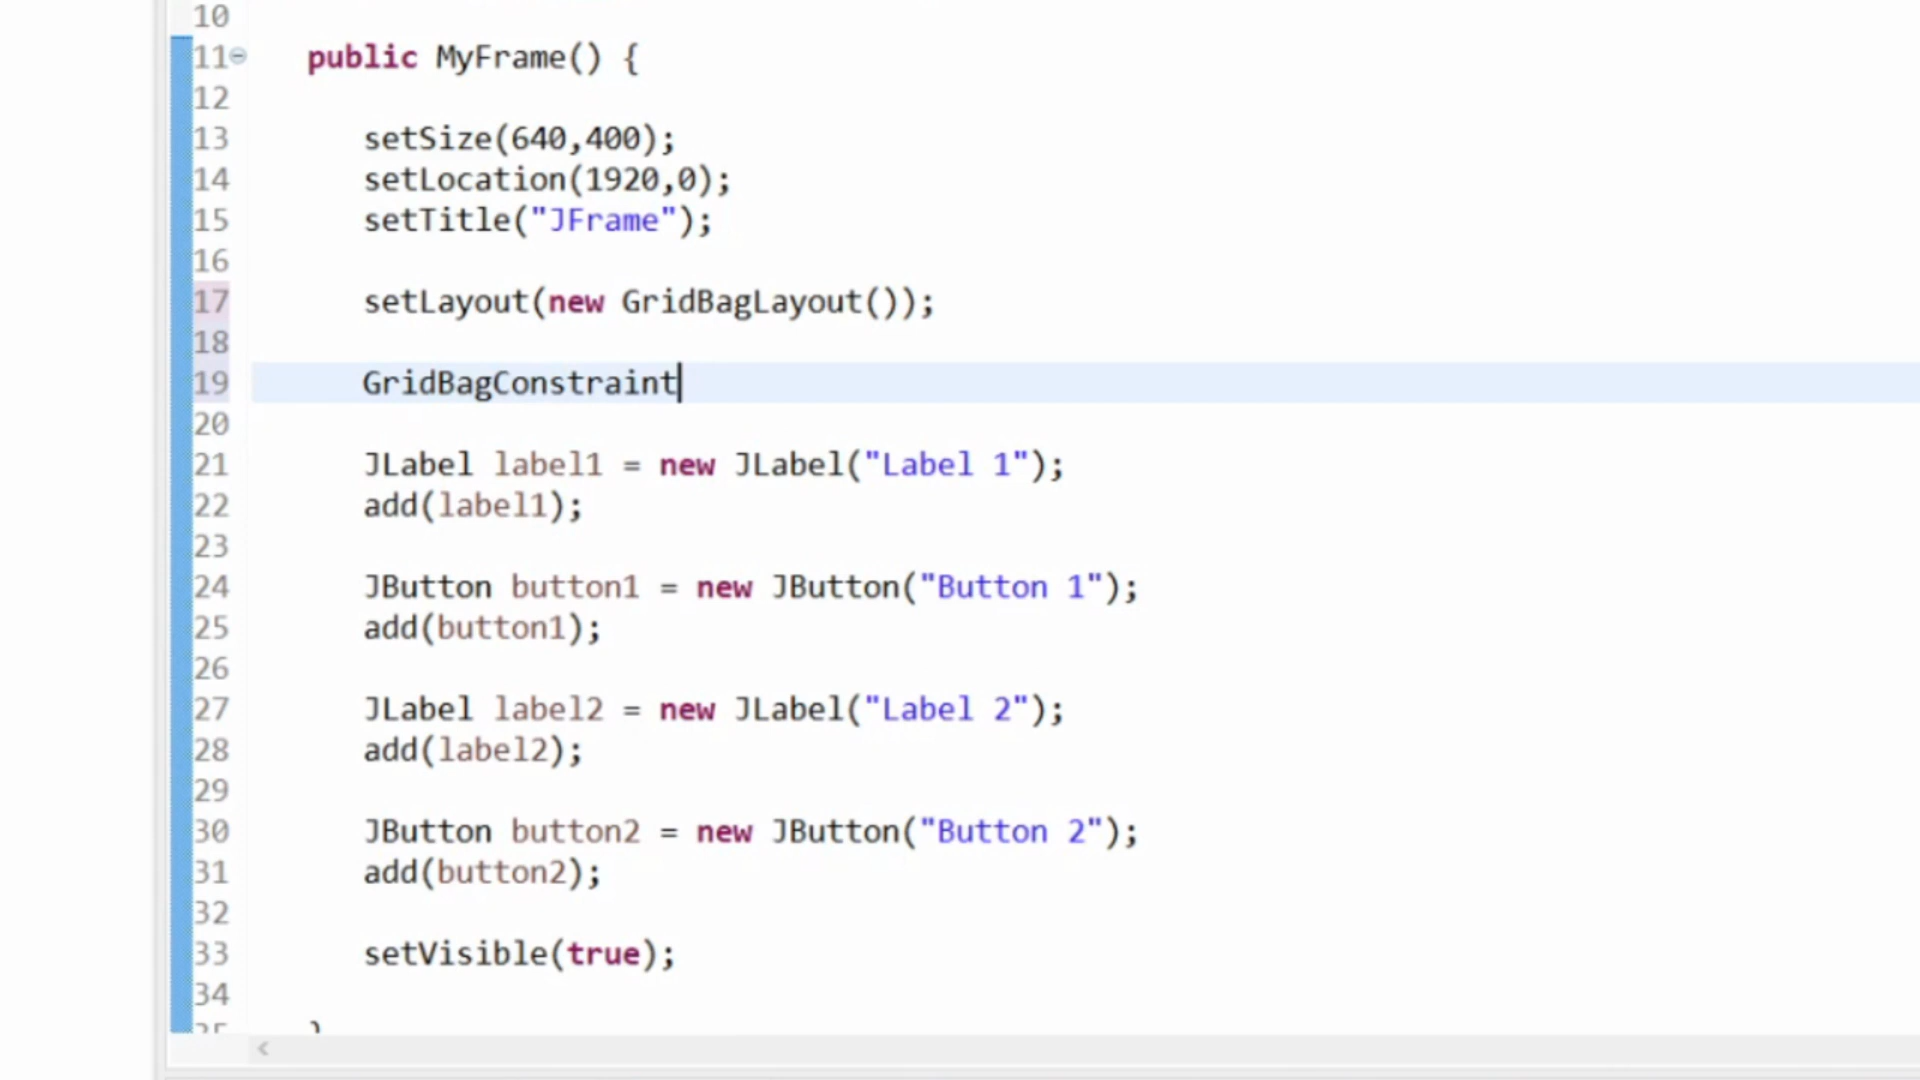 10
11 public MyFrame() {
12
13 setSize(640,400);
14 setLocation(1920,0);
15 setTitle("JFrame");
16
17 setLayout(new GridBagLayout());
18
19 GridBagConstraint
20
21 JLabel label1 = new JLabel("Label 1");
22 add(label1);
23
24 JButton button1 = new JButton("Button 1");
25 add(button1);
26
27 JLabel label2 = new JLabel("Label 2");
28 add(label2);
29
30 JButton button2 = new JButton("Button 2");
31 add(button2);
32
33 setVisible(true);
34
35 }